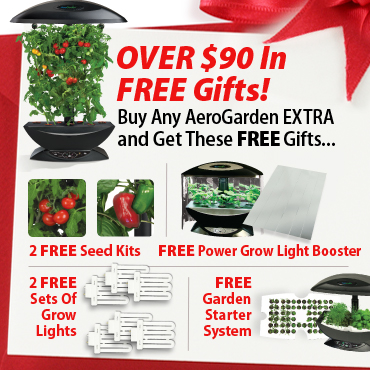 OVER $90 In
FREE Gifts!
Buy Any AeroGarden EXTRA
and Get These FREE Gifts...
2 FREE Seed Kits
FREE Power Grow Light Booster
2 FREE
Sets Of
Grow
Lights
FREE
Garden
Starter
System